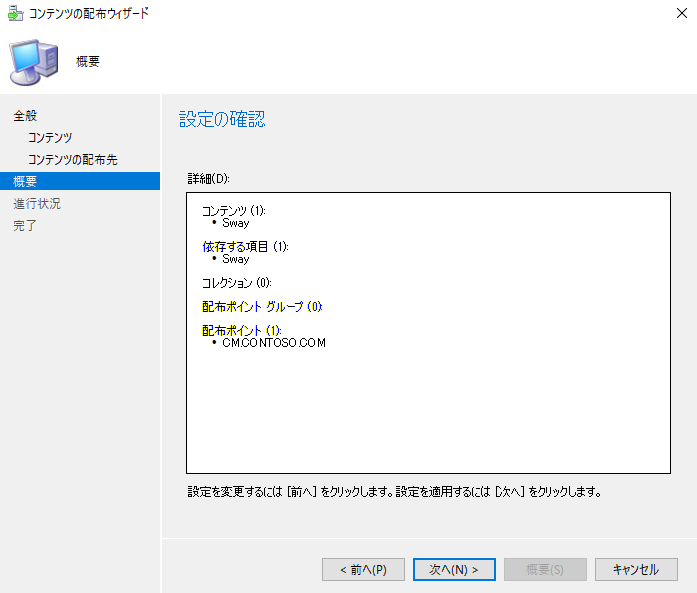 コンテンツの配布ウィザード
概要
全般
コンテンツ
コンテンツの配布先
概要
進行状況
完了
設定の確認
詳細(D):
コンテンツ (1):
• Sway
依存する項目 (1):
• Sway
コレクション (0):
配布ポイント グループ (0):
配布ポイント (1):
• CM.CONTOSO.COM
設定を変更するには [前へ] をクリックします。設定を適用するには [次へ] をクリックします。
< 前へ(P)
次へ(N) >
概要(S)
キャンセル